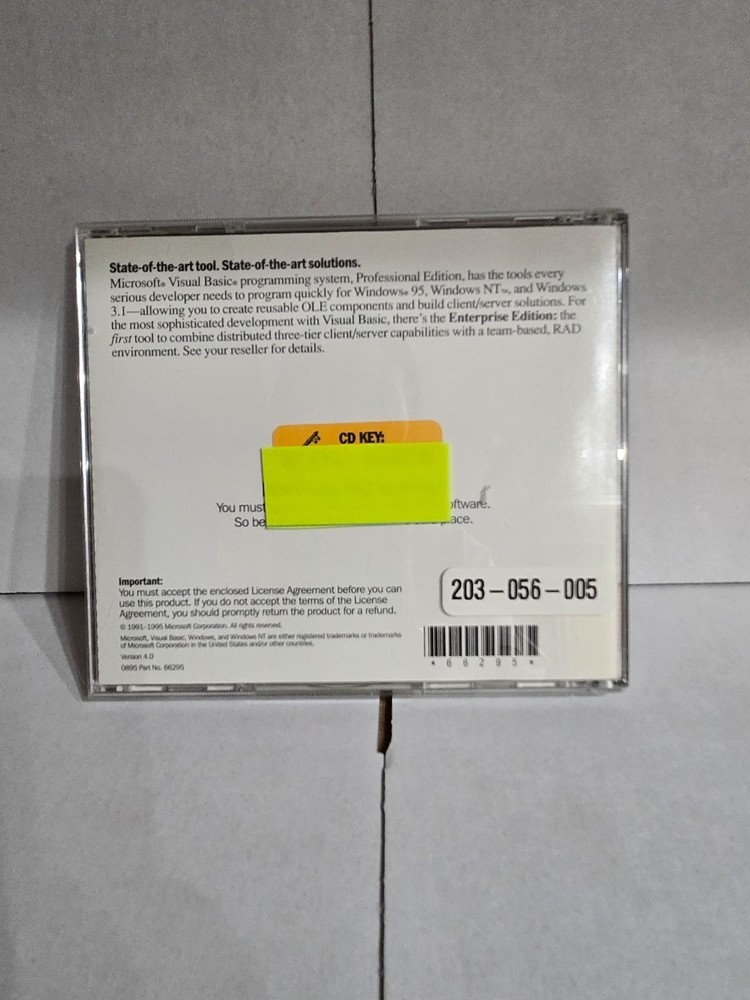 State-of-the-art tool. State-of-the-art solutions.
Microsoft® Visual Basic® programming system, Professional Edition, has the tools every
serious developer needs to program quickly for Windows® 95, Windows NT™, and Windows
3.1—allowing you to create reusable OLE components and build client/server solutions. For
the most sophisticated development with Visual Basic, there's the Enterprise Edition: the
first tool to combine distributed three-tier client/server capabilities with a team-based, RAD
environment. See your reseller for details.
CD KEY:
You must
So be
Important:
You must accept the enclosed License Agreement before you can
use this product. If you do not accept the terms of the License
Agreement, you should promptly return the product for a refund.
© 1991-1995 Microsoft Corporation. All rights reserved.
Microsoft, Visual Basic, Windows, and Windows NT are either registered trademarks or trademarks
of Microsoft Corporation in the United States and/or other countries.
Version 4.0
0895 Part No. 66295
203-056-005
*66295*